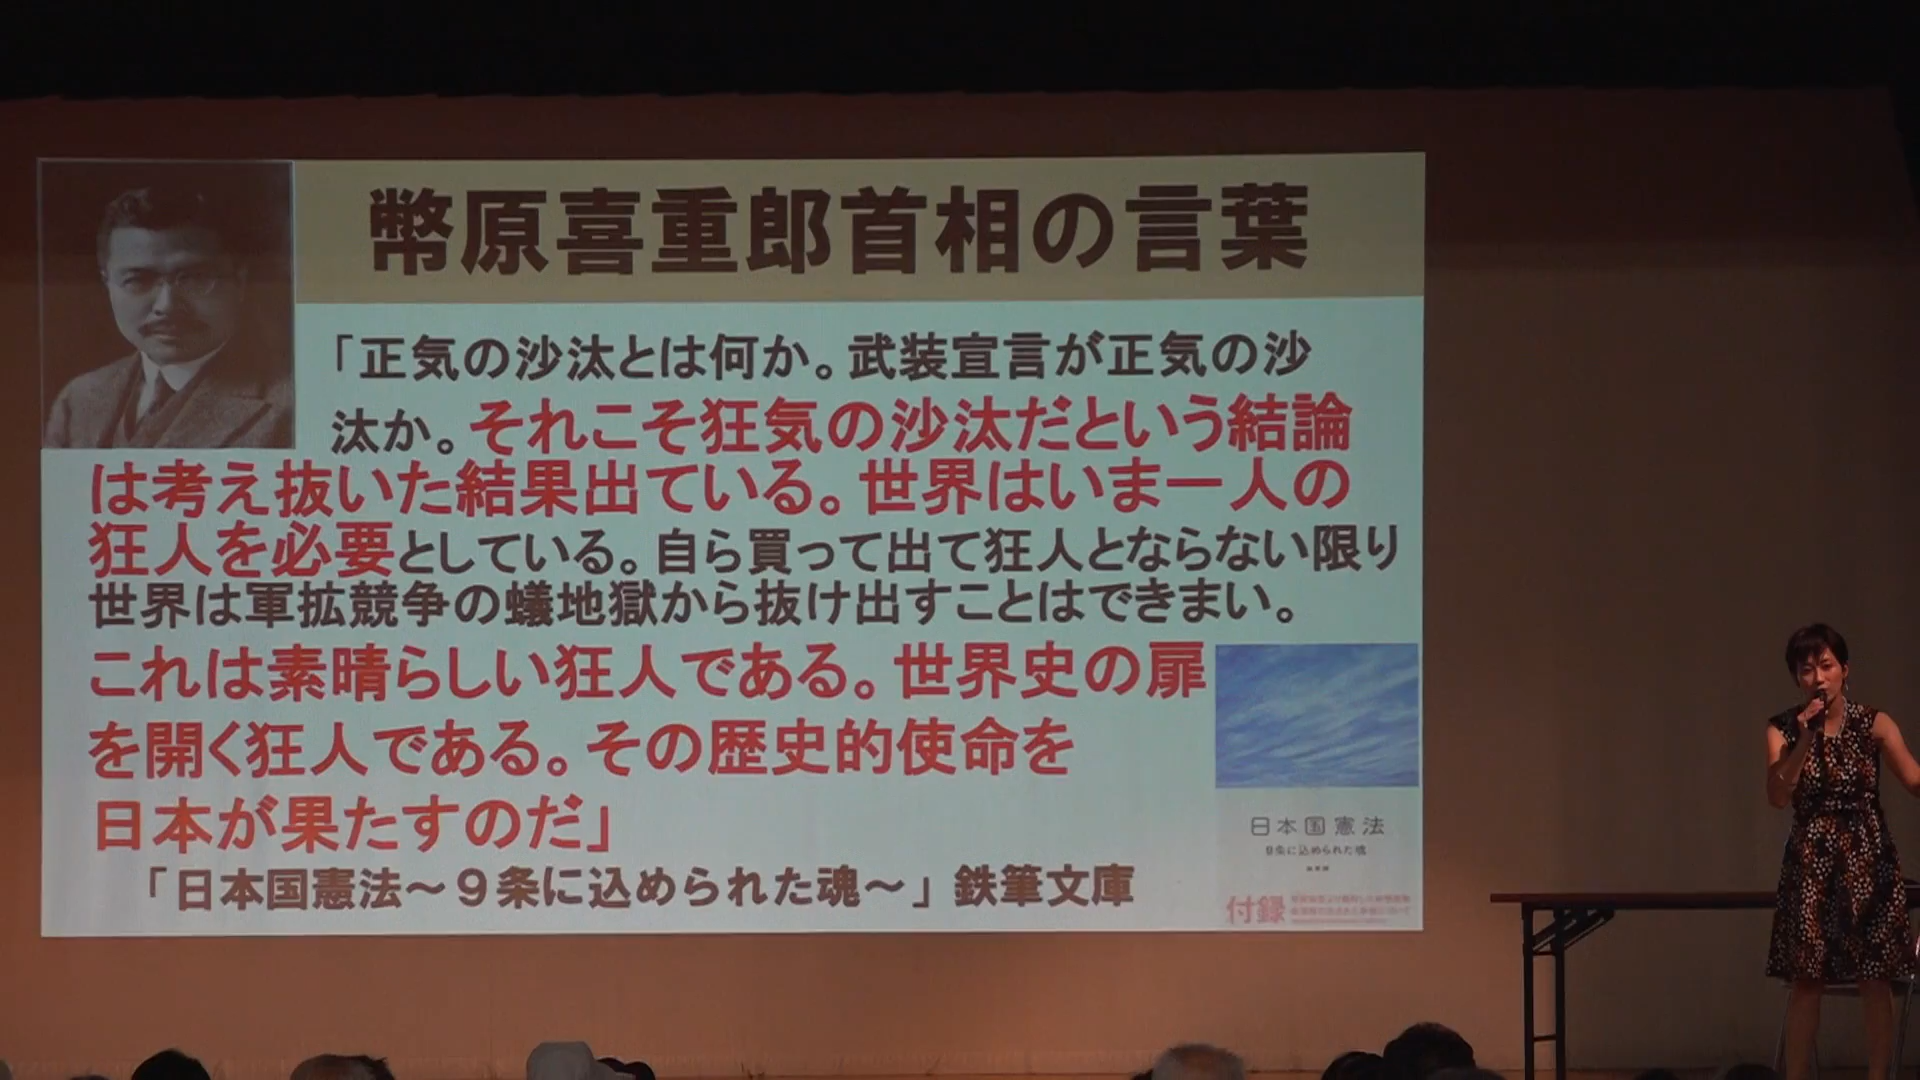 幣原喜重郎首相の言葉
「正気の沙汰とは何か。武装宣言が正気の沙
汰か。それこそ狂気の沙汰だという結論
は考え抜いた結果出ている。世界はいま一人の
狂人を必要としている。自ら買って出て狂人とならない限り
世界は軍拡競争の蟻地獄から抜け出すことはできまい。
これは素晴らしい狂人である。世界史の扉
を開く狂人である。その歴史的使命を
日本が果たすのだ」
「日本国憲法～９条に込められた魂～」鉄筆文庫
日本国憲法
9条に込められた魂
付録